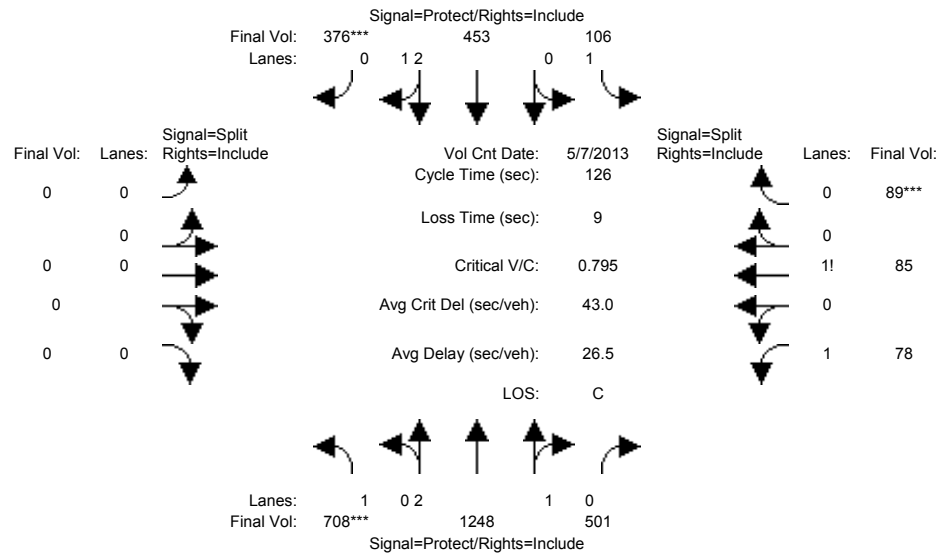 Signal=Protect/Rights=Include
Final Vol: 376*** 453 106
Lanes: 0 1 2 0 1
Signal=Split Signal=Split
Final Vol: Lanes: Rights=Include Vol Cnt Date: 5/7/2013 Rights=Include Lanes: Final Vol:
Cycle Time (sec): 126
0 0 0 89***
Loss Time (sec): 9
0 0
0 0 Critical V/C: 0.795 1! 85
0 Avg Crit Del (sec/veh): 43.0 0
0 0 Avg Delay (sec/veh): 26.5 1 78
LOS: C
Lanes: 1 0 2 1 0
Final Vol: 708*** 1248 501
Signal=Protect/Rights=Include